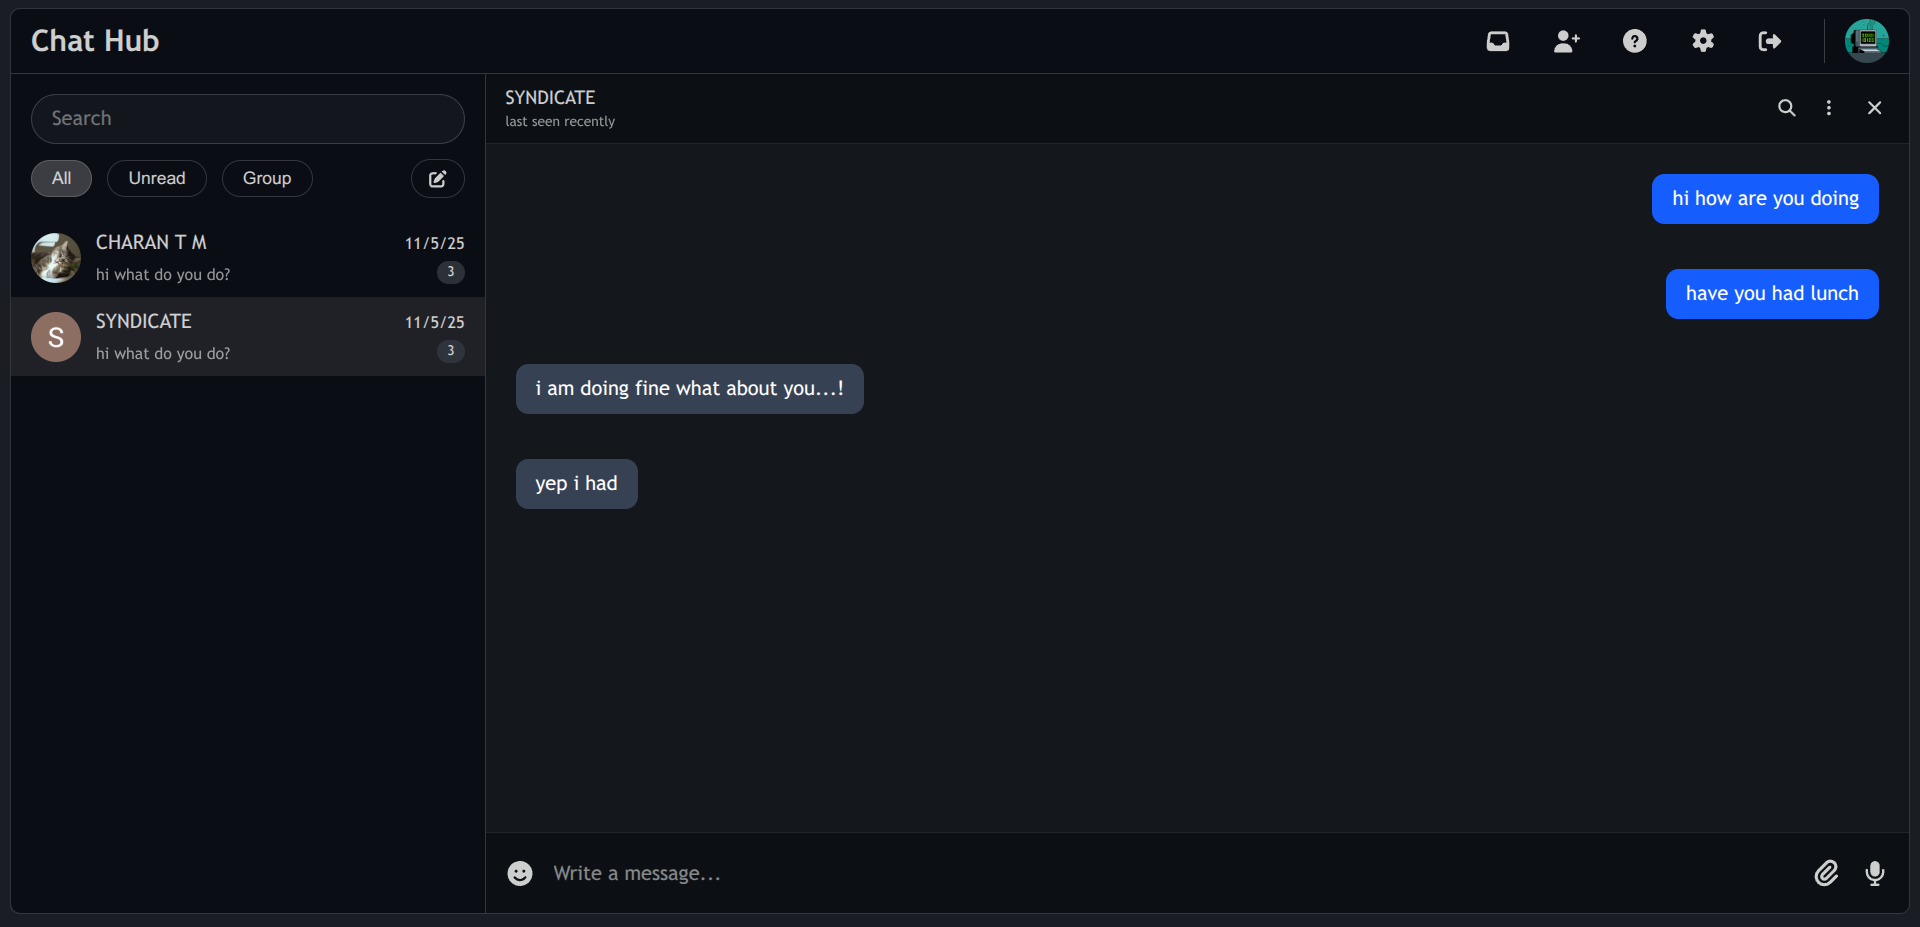 Chat Hub
Search
All
Unread
Group
CHARAN T M
11/5/25
hi what do you do?
3
S
SYNDICATE
11/5/25
hi what do you do?
3
SYNDICATE
last seen recently
hi how are you doing
have you had lunch
i am doing fine what about you...!
yep i had
Write a message...